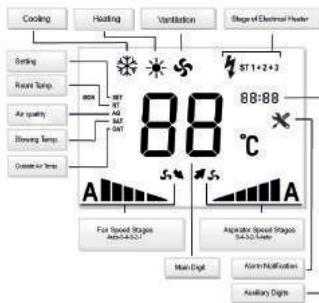 Cooling
Heating
Ventilation
Stage of Electrical Heater
ST 1+2+3
Setting
Room Temp.
Air quality
Blowing Temp.
Outside Air Temp.
MON
SET
RT
AQ
SAT
OAT
88
88:88
°C
A
A
Fan Speed Stages
Auto-5-4-3-2-1
Aspirator Speed Stages
5-4-3-2-1-Auto
Main Digit
Alarm Notification
Auxiliary Digits